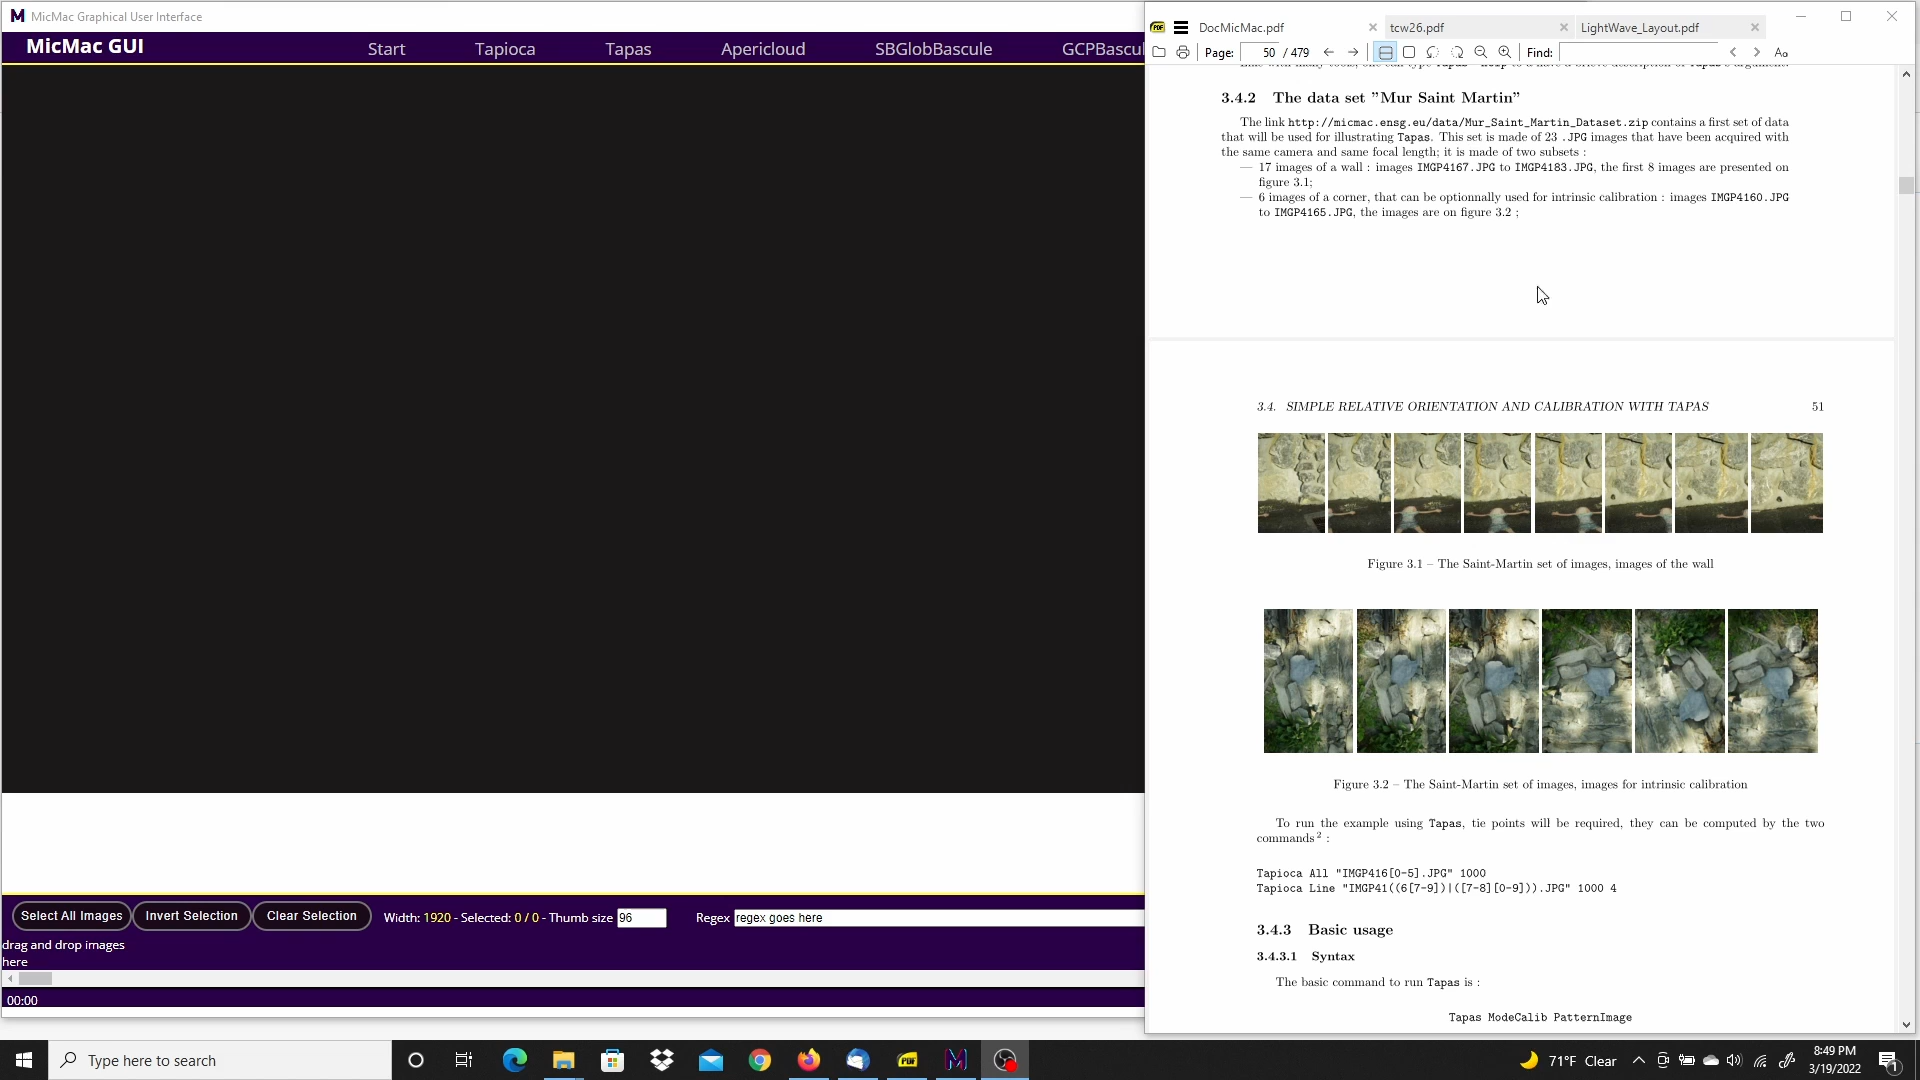 MicMac Graphical User Interface
MicMac GUI
Start
Tapioca
Tapas
Apericloud
SBGlobBascule
GCPBascul
Select All Images
Invert Selection
Clear Selection
Width: 1920 - Selected: 0 / 0 - Thumb size 96
Regex regex goes here
drag and drop images
here
00:00
DocMicMac.pdf
tcw26.pdf
LightWave_Layout.pdf
Page: 50 / 479
Find:
3.4.2 The data set ”Mur Saint Martin”
The link http://micmac.ensg.eu/data/Mur_Saint_Martin_Dataset.zip contains a first set of data
that will be used for illustrating Tapas. This set is made of 23 .JPG images that have been acquired with
the same camera and same focal length; it is made of two subsets :
— 17 images of a wall : images IMGP4167.JPG to IMGP4183.JPG, the first 8 images are presented on
figure 3.1;
— 6 images of a corner, that can be optionnally used for intrinsic calibration : images IMGP4160.JPG
to IMGP4165.JPG, the images are on figure 3.2 ;
3.4. SIMPLE RELATIVE ORIENTATION AND CALIBRATION WITH TAPAS 51
Figure 3.1 – The Saint-Martin set of images, images of the wall
Figure 3.2 – The Saint-Martin set of images, images for intrinsic calibration
To run the example using Tapas, tie points will be required, they can be computed by the two
commands 2 :
Tapioca All "IMGP416[0-5].JPG" 1000
Tapioca Line "IMGP41((6[7-9])|([7-8][0-9])).JPG" 1000 4
3.4.3 Basic usage
3.4.3.1 Syntax
The basic command to run Tapas is :
Tapas ModeCalib PatternImage
Type here to search
71°F Clear
8:49 PM
3/19/2022
1